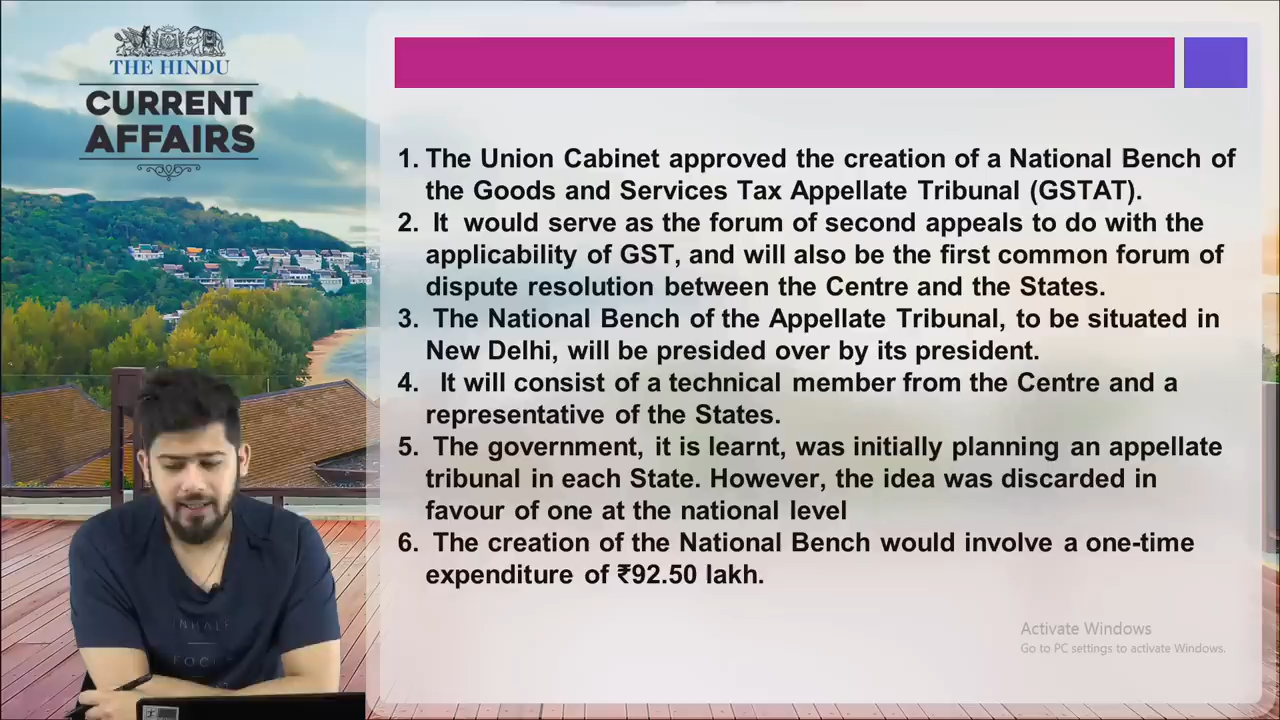 THE HINDU
CURRENT
AFFAIRS
1. The Union Cabinet approved the creation of a National Bench of
the Goods and Services Tax Appellate Tribunal (GSTAT).
2. It would serve as the forum of second appeals to do with the
applicability of GST, and will also be the first common forum of
dispute resolution between the Centre and the States.
3. The National Bench of the Appellate Tribunal, to be situated in
New Delhi, will be presided over by its president.
4. It will consist of a technical member from the Centre and a
representative of the States.
5. The government, it is learnt, was initially planning an appellate
tribunal in each State. However, the idea was discarded in
favour of one at the national level
6. The creation of the National Bench would involve a one-time
expenditure of ₹92.50 lakh.
Activate Windows
Go to PC settings to activate Windows.
INHALE
FOCUS